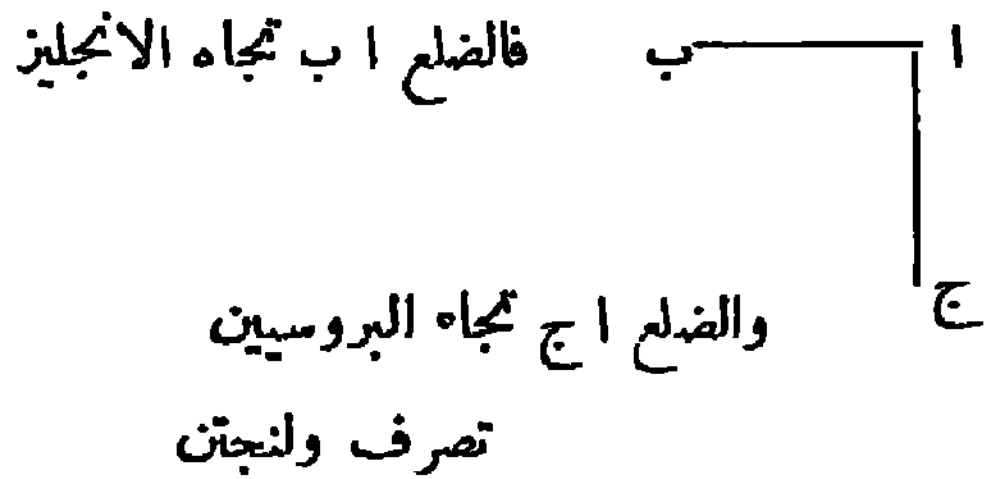 ا ب فالضلع ا ب تجاه الانجليز
ج
والضلع ا ج تجاه البروسيين
تصرف ولنجتن